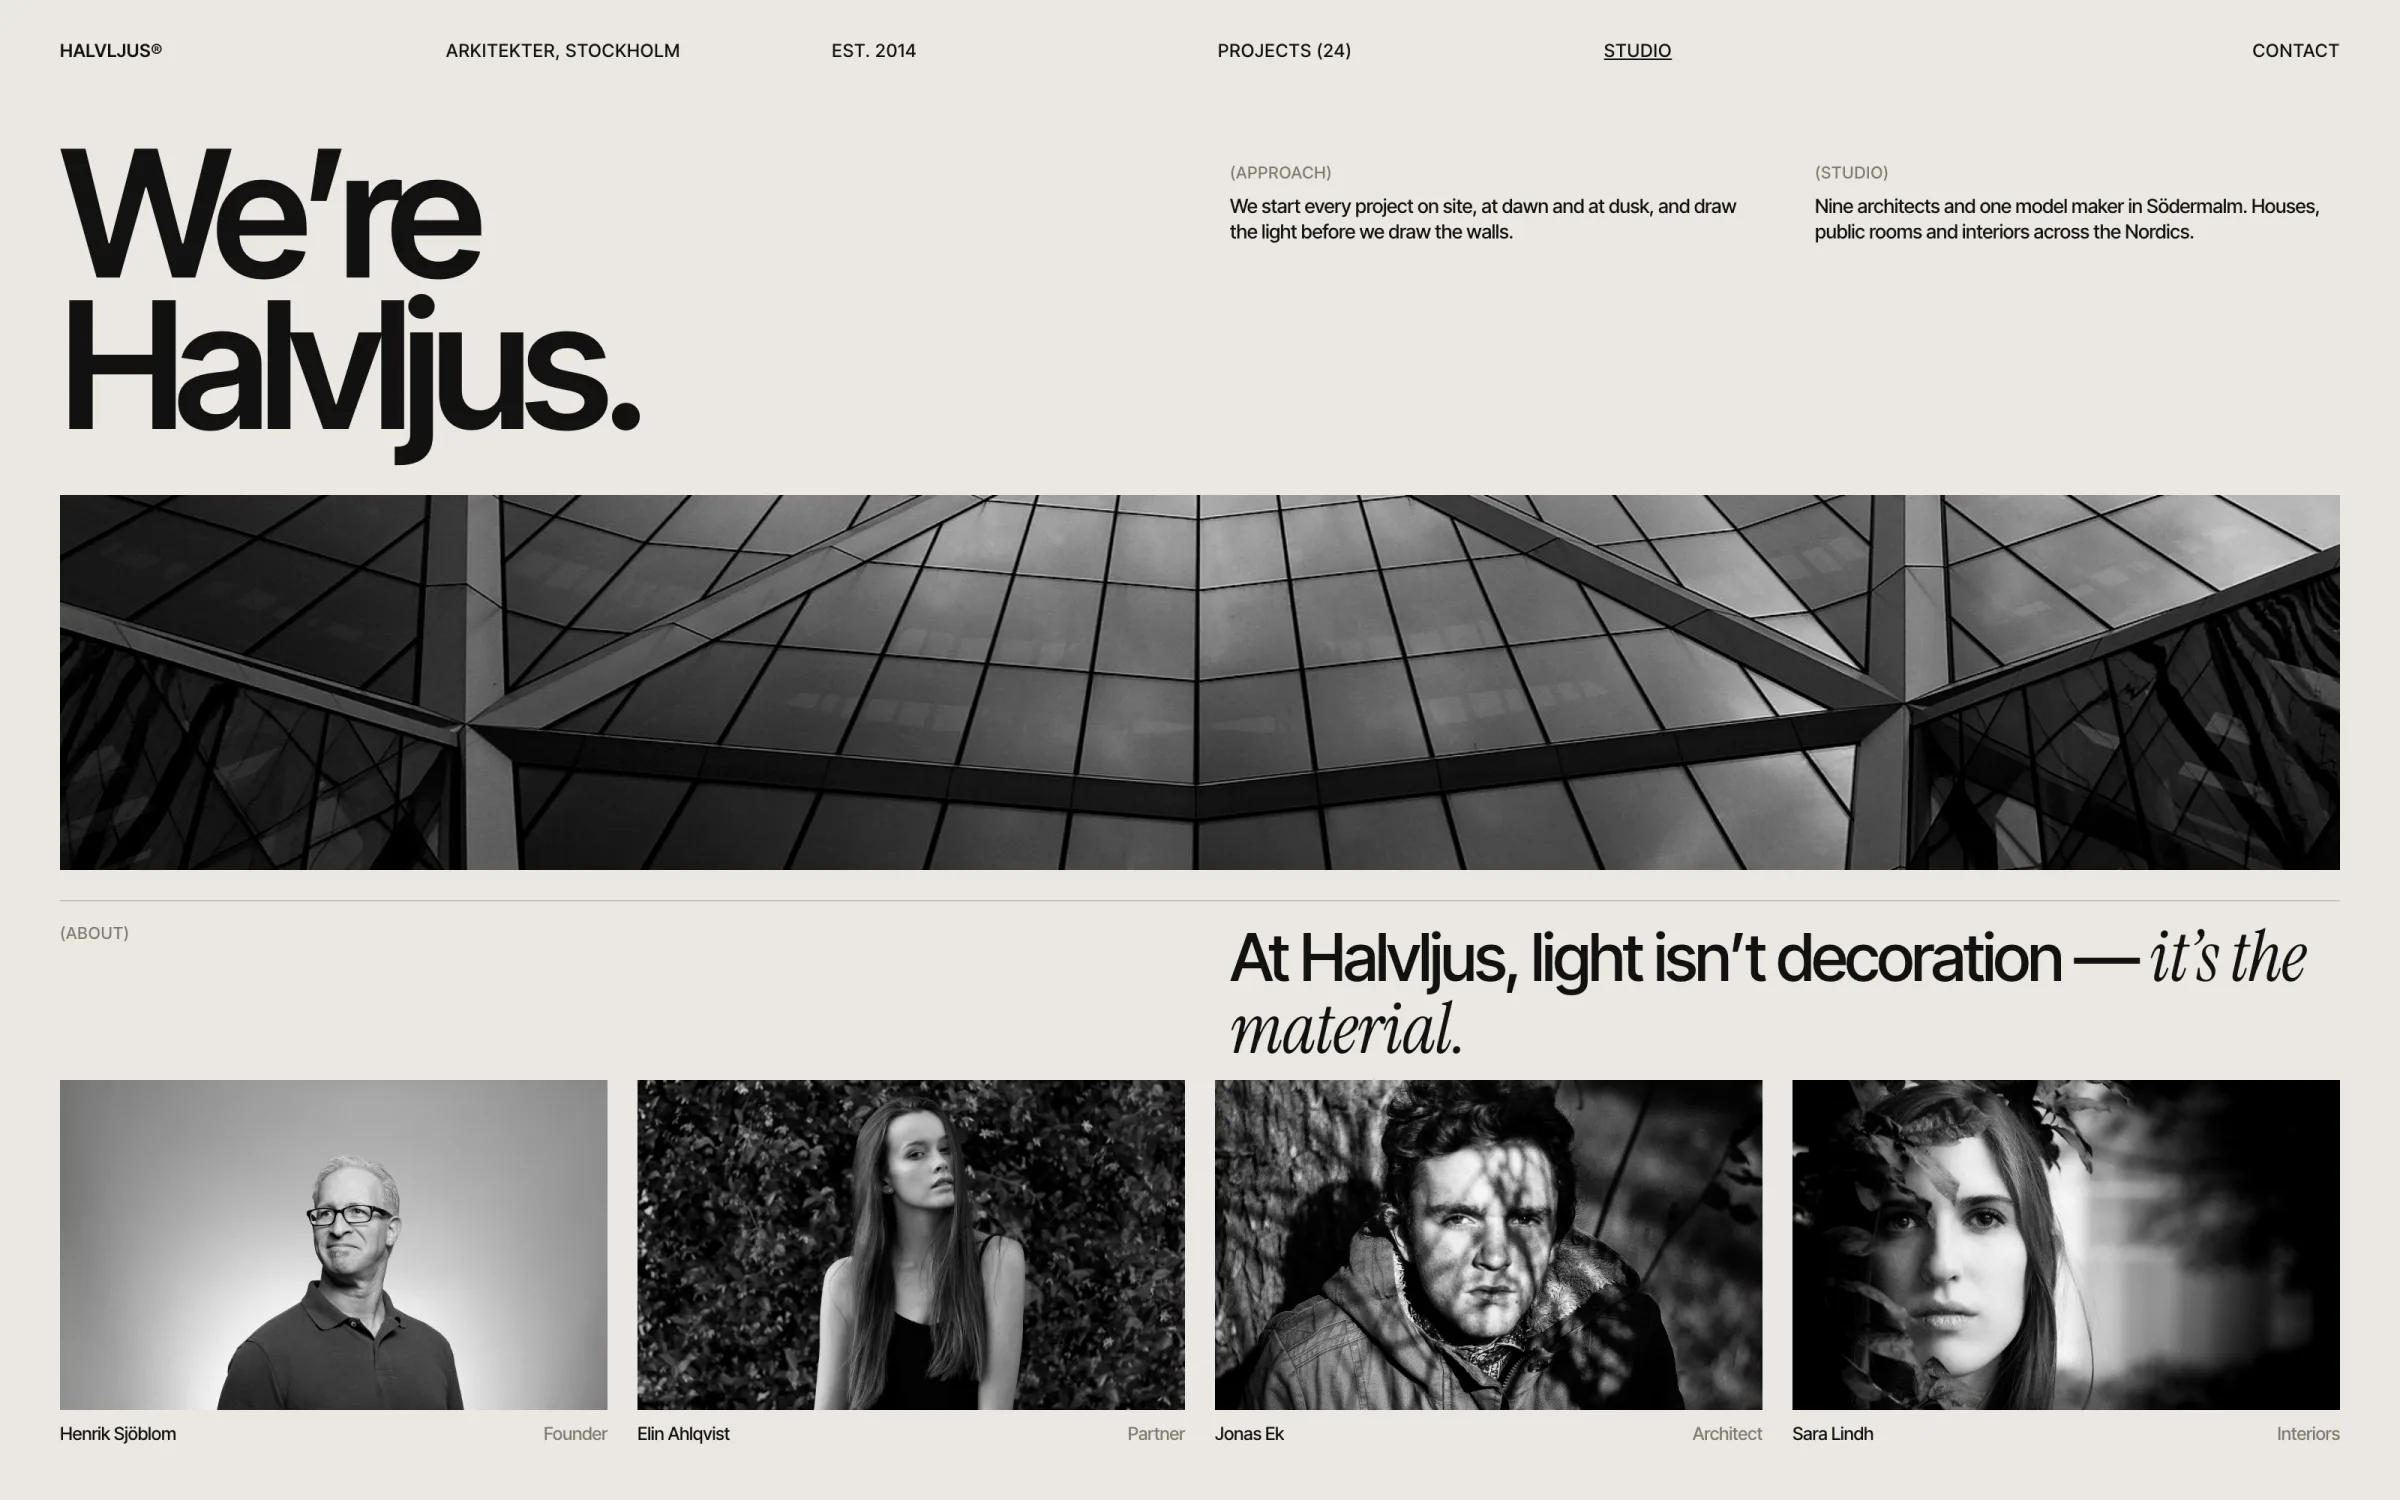 HALVLJUS®
ARKITEKTER, STOCKHOLM
EST. 2014
PROJECTS (24)
STUDIO
CONTACT
We’re
Halvljus.
(APPROACH)
We start every project on site, at dawn and at dusk, and draw
the light before we draw the walls.
(STUDIO)
Nine architects and one model maker in Södermalm. Houses,
public rooms and interiors across the Nordics.
(ABOUT)
At Halvljus, light isn’t decoration — it’s the
material.
Henrik Sjöblom
Founder
Elin Ahlqvist
Partner
Jonas Ek
Architect
Sara Lindh
Interiors